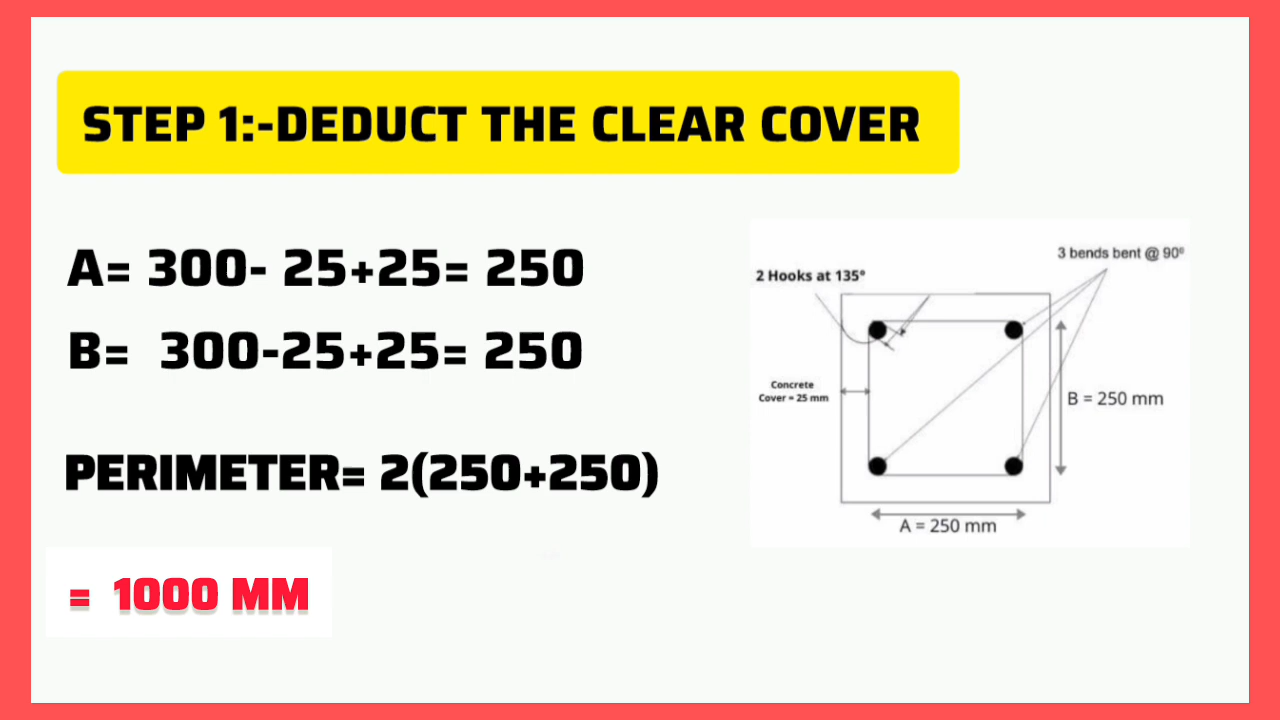 STEP 1:-DEDUCT THE CLEAR COVER
A= 300- 25+25= 250
B= 300-25+25= 250
PERIMETER= 2(250+250)
= 1000 MM
3 bends bent @ 90º
2 Hooks at 135°
Concrete
Cover = 25 mm
B = 250 mm
A = 250 mm